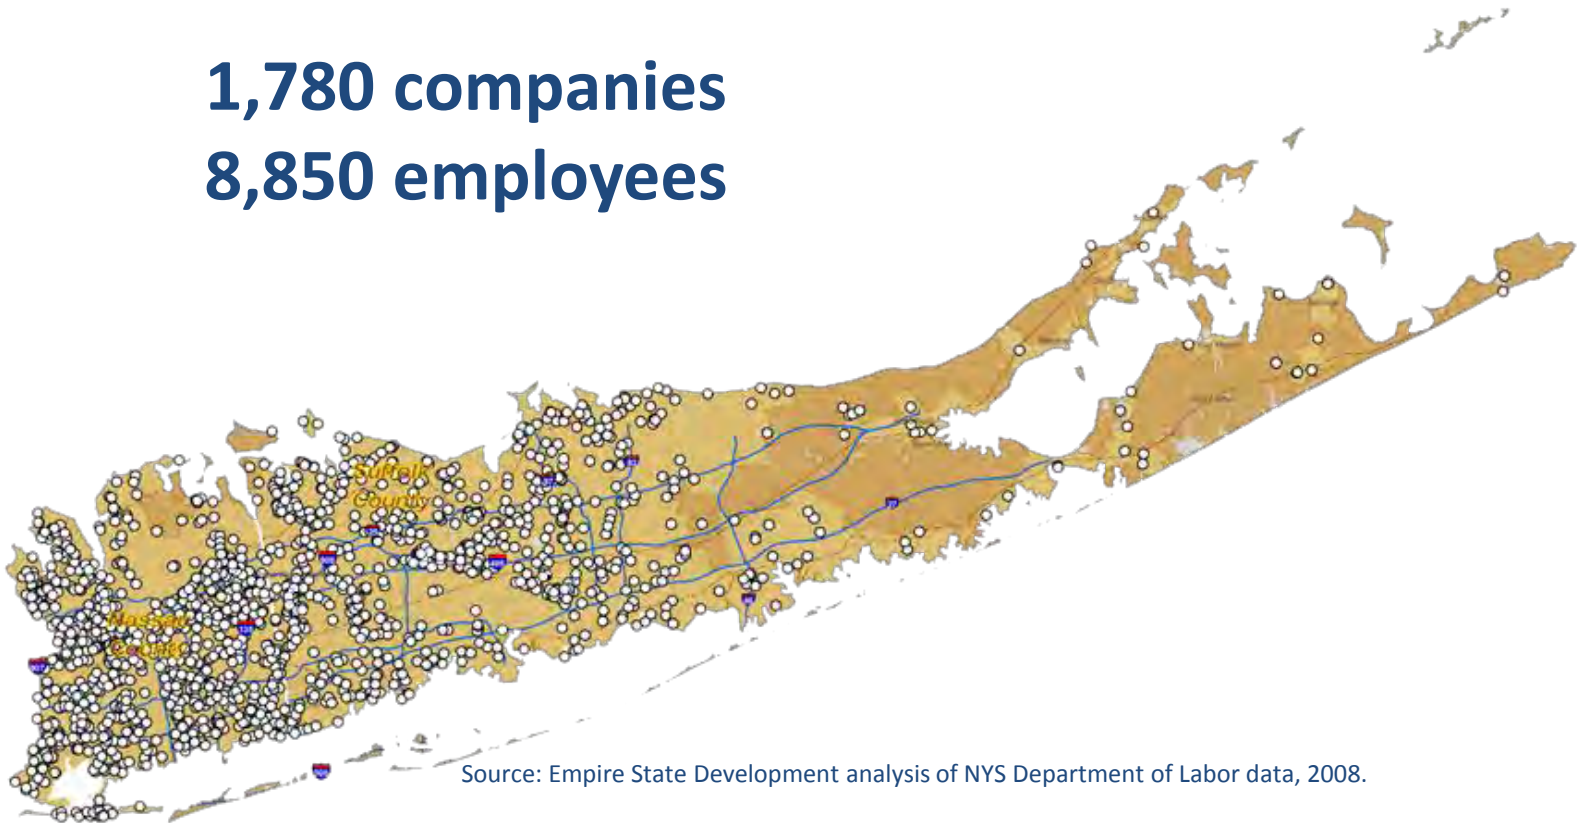 1,780 companies
8,850 employees
Suffolk
County
Nassau
County
Source: Empire State Development analysis of NYS Department of Labor data, 2008.